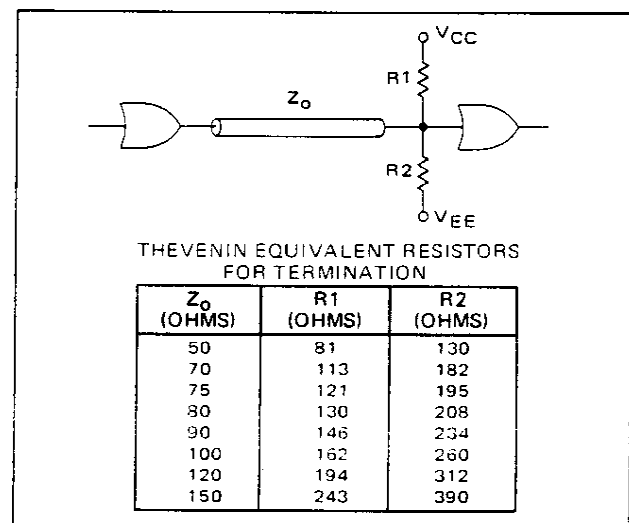 VCC
R1
Zo
R2
VEE
THEVENIN EQUIVALENT RESISTORS
FOR TERMINATION
Zo R1 R2
(OHMS) (OHMS) (OHMS)
50 81 130
70 113 182
75 121 195
80 130 208
90 146 234
100 162 260
120 194 312
150 243 390